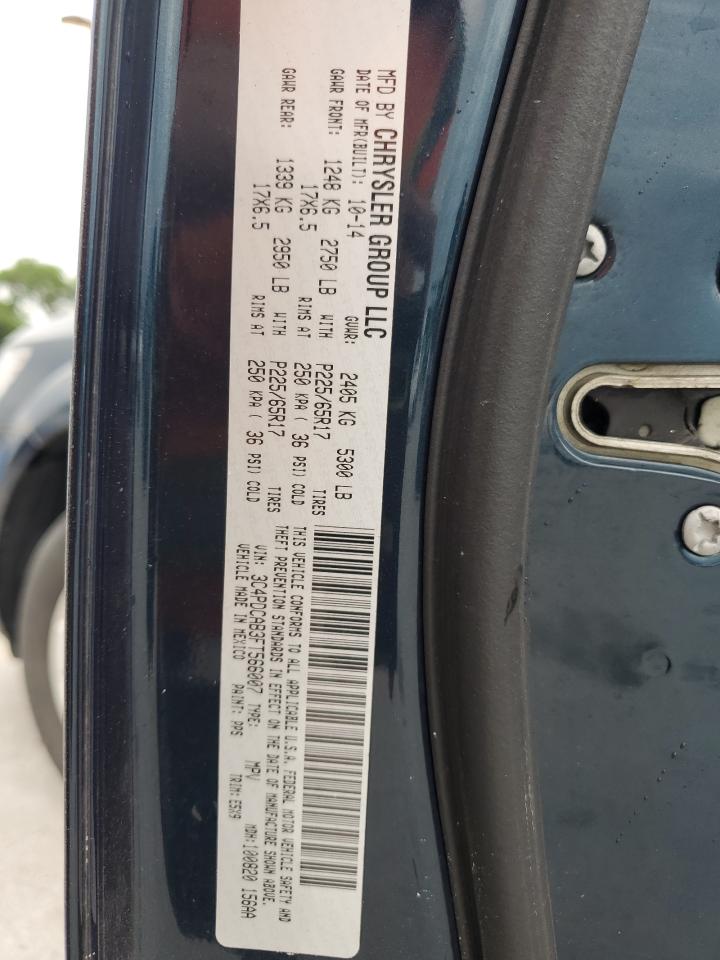 MFD BY CHRYSLER GROUP LLC
DATE OF MFR(BUILT): 10-14 GVWR: 2405 KG 5300 LB
GAWR FRONT: 1248 KG 2750 LB WITH P225/65R17 TIRES
17X6.5 RIMS AT 250 KPA ( 36 PSI) COLD
GAWR REAR: 1339 KG 2950 LB WITH P225/65R17 TIRES
17X6.5 RIMS AT 250 KPA ( 36 PSI) COLD
THIS VEHICLE CONFORMS TO ALL APPLICABLE U.S.A. FEDERAL MOTOR VEHICLE SAFETY AND
THEFT PREVENTION STANDARDS IN EFFECT ON THE DATE OF MANUFACTURE SHOWN ABOVE.
VIN: 3C4PDCAB3FT566007 TYPE: MPV MDH:100820 156AA
VEHICLE MADE IN MEXICO PAINT: PPS TRIM: E5X9